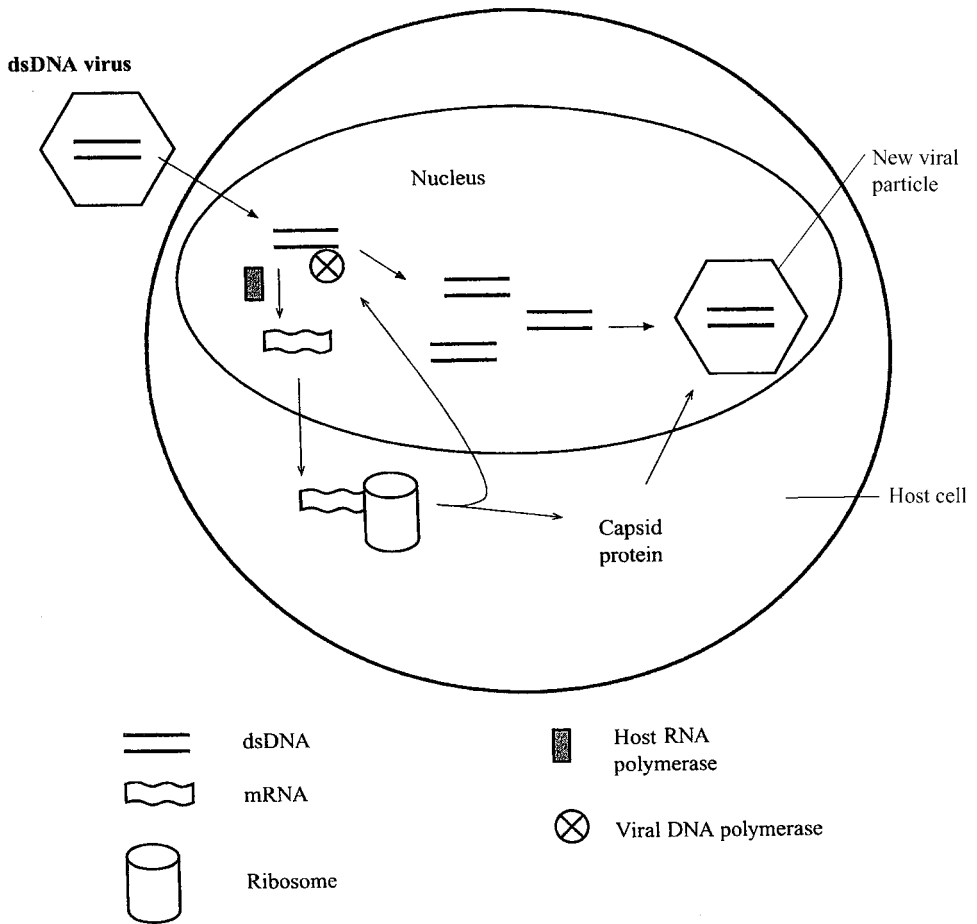 dsDNA virus
Nucleus
New viral
particle
Host cell
Capsid
protein
dsDNA
mRNA
Ribosome
Host RNA
polymerase
Viral DNA polymerase